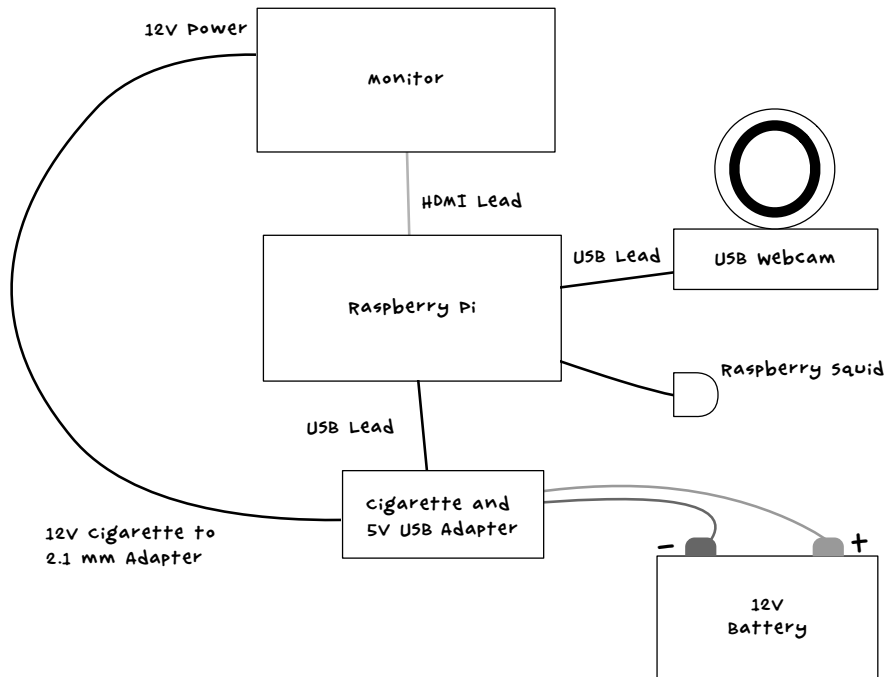 12V Power
Monitor
HDMI Lead
USB Lead
USB Webcam
Raspberry Pi
Raspberry Squid
USB Lead
Cigarette and
5V USB Adapter
12V Cigarette to
2.1 mm Adapter
- +
12V
Battery